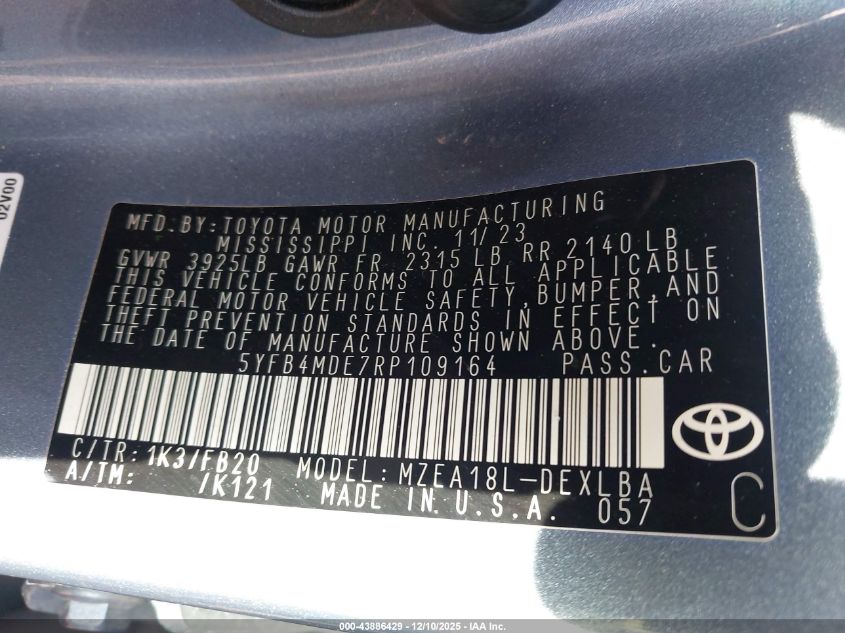 02V00
MFD.BY:TOYOTA MOTOR MANUFACTURING
MISSISSIPPI INC. 11/23
GVWR 3925LB GAWR FR 2315 LB RR 2140 LB
THIS VEHICLE CONFORMS TO ALL APPLICABLE
FEDERAL MOTOR VEHICLE SAFETY,BUMPER,AND
THEFT PREVENTION STANDARDS IN EFFECT ON
THE DATE OF MANUFACTURE SHOWN ABOVE.
5YFB4MDE7RP109164 PASS.CAR
C/TR:1K3/FB20 MODEL:MZEA18L-DEXLBA
A/TM: /K121 MADE IN U.S.A. 057 C
000-43886429 - 12/10/2025 - IAA Inc.